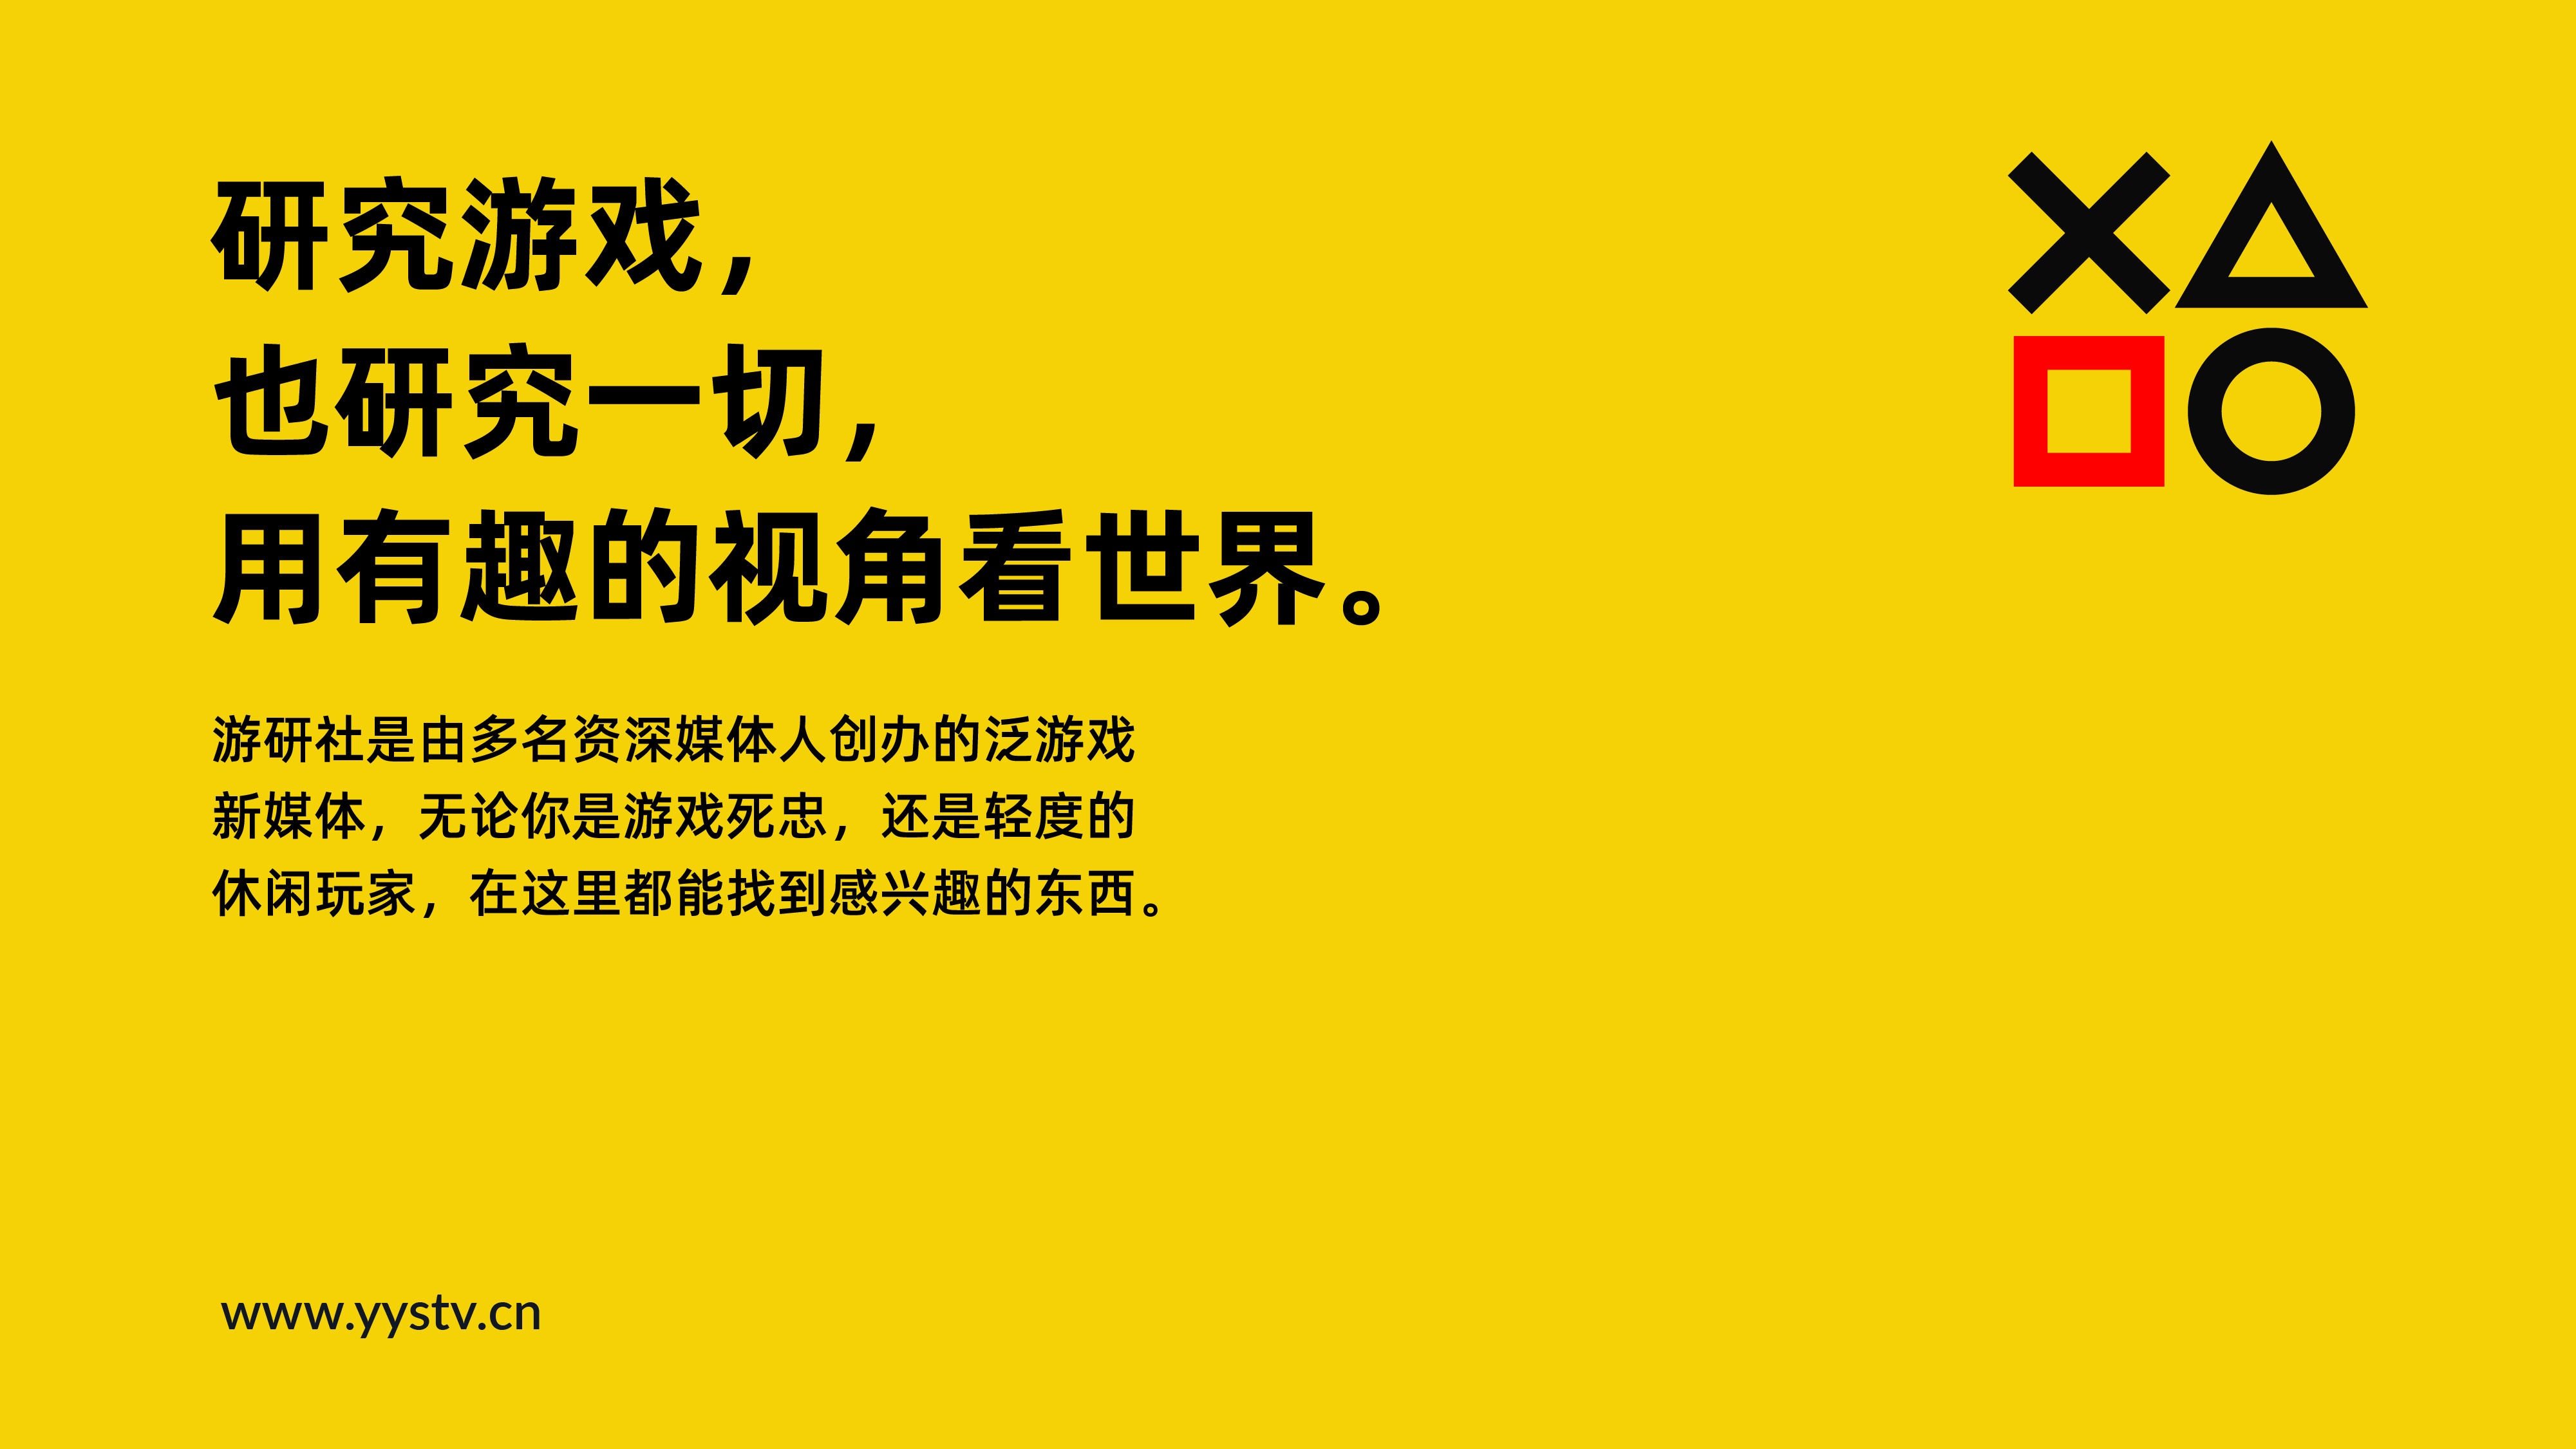 研究游戏，
也研究一切，
用有趣的视角看世界。
游研社是由多名资深媒体人创办的泛游戏
新媒体，无论你是游戏死忠，还是轻度的
休闲玩家，在这里都能找到感兴趣的东西。
www.yystv.cn